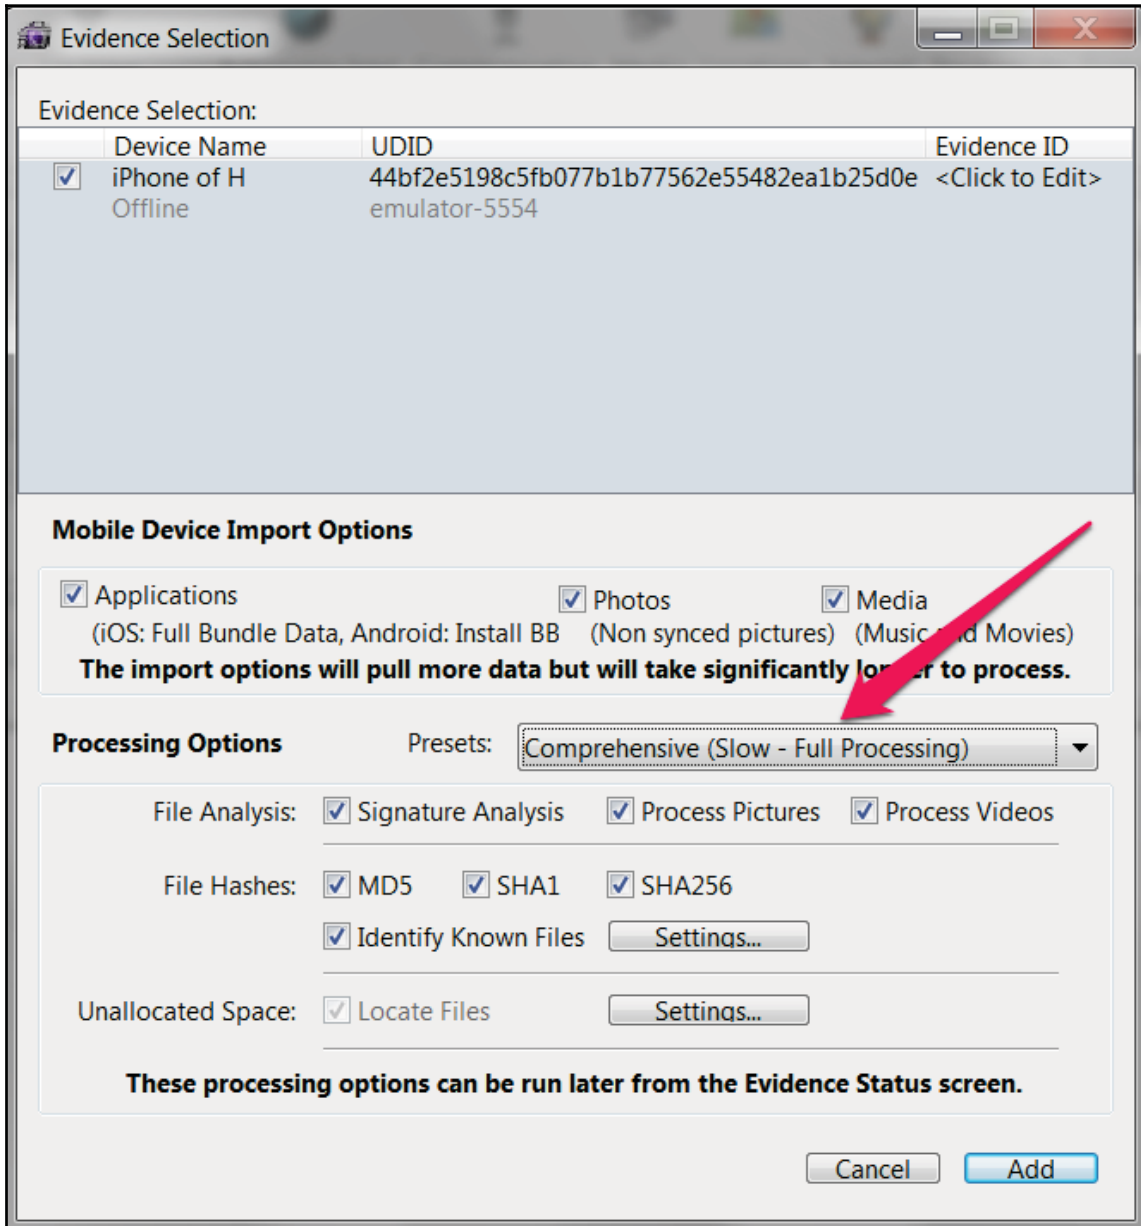 Evidence Selection
Evidence Selection:
Device Name UDID Evidence ID
iPhone of H 44bf2e5198c5fb077b1b77562e55482ea1b25d0e <Click to Edit>
Offline emulator-5554
Mobile Device Import Options
Applications Photos Media
(iOS: Full Bundle Data, Android: Install BB (Non synced pictures) (Music and Movies)
The import options will pull more data but will take significantly longer to process.
Processing Options Presets: Comprehensive (Slow - Full Processing)
File Analysis: Signature Analysis Process Pictures Process Videos
File Hashes: MD5 SHA1 SHA256
Identify Known Files Settings...
Unallocated Space: Locate Files Settings...
These processing options can be run later from the Evidence Status screen.
Cancel Add